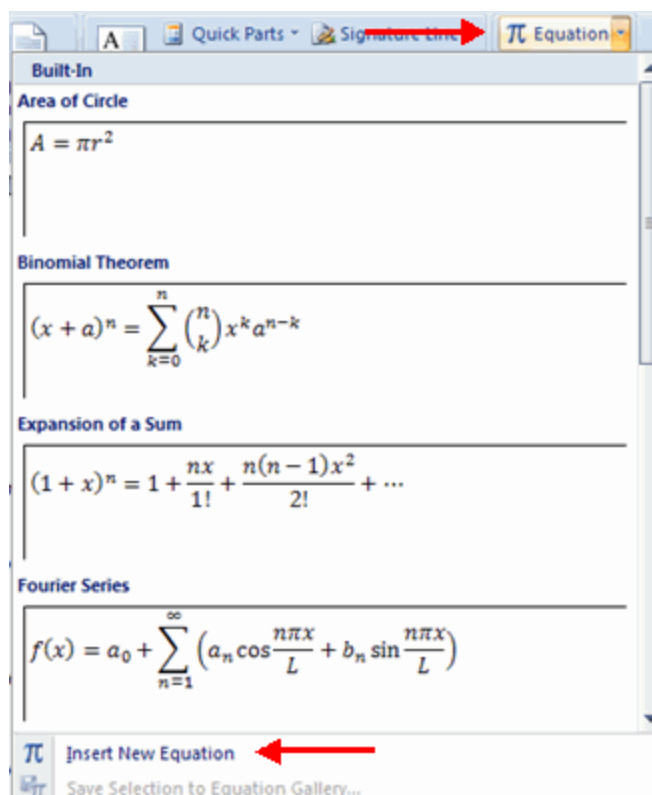 A Quick Parts Signature Line π Equation
Built-In
Area of Circle
A = πr²
Binomial Theorem
(x + a)ⁿ = ∑_{k=0}^{n} (n k) xᵏaⁿ⁻ᵏ
Expansion of a Sum
(1 + x)ⁿ = 1 + nx/1! + n(n − 1)x²/2! + ⋯
Fourier Series
f(x) = a₀ + ∑_{n=1}^{∞} (aₙ cos nπx/L + bₙ sin nπx/L)
π Insert New Equation
Save Selection to Equation Gallery...